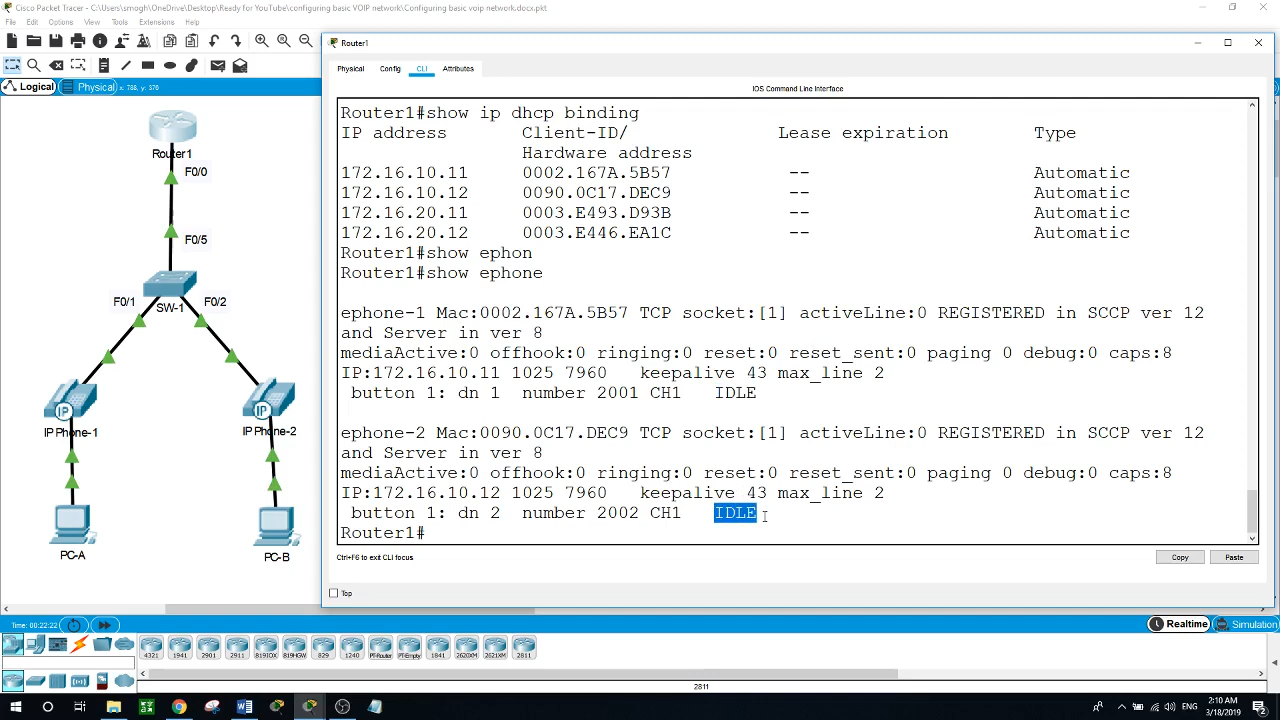 Cisco Packet Tracer - C:\Users\smogh\OneDrive\Desktop\Ready for YouTube\configuring basic VOIP network\Configuring basic voip network.docx.pkt
File Edit Options View Tools Extensions Help
Logical Physical x: 788, y: 370
Router1
Physical Config CLI Attributes
IOS Command Line Interface
Router1#show ip dhcp binding
IP address Client-ID/ Lease expiration Type
Hardware address
172.16.10.11 0002.167A.5B57 -- Automatic
172.16.10.12 0090.0C17.DEC9 -- Automatic
172.16.20.11 0003.E493.D93B -- Automatic
172.16.20.12 0003.E446.EA1C -- Automatic
Router1#show ephon
Router1#show ephone
ephone-1 Mac:0002.167A.5B57 TCP socket:[1] activeLine:0 REGISTERED in SCCP ver 12
and Server in ver 8
mediaActive:0 offhook:0 ringing:0 reset:0 reset_sent:0 paging 0 debug:0 caps:8
IP:172.16.10.11 1025 7960 keepalive 43 max_line 2
button 1: dn 1 number 2001 CH1 IDLE
ephone-2 Mac:0090.0C17.DEC9 TCP socket:[1] activeLine:0 REGISTERED in SCCP ver 12
and Server in ver 8
mediaActive:0 offhook:0 ringing:0 reset:0 reset_sent:0 paging 0 debug:0 caps:8
IP:172.16.10.12 1025 7960 keepalive 43 max_line 2
button 1: dn 2 number 2002 CH1 IDLE
Router1#
Ctrl+F6 to exit CLI focus
Copy Paste
Top
Router1
F0/0
F0/5
F0/1 F0/2
SW-1
IP IP
IP Phone-1 IP Phone-2
PC-A PC-B
Time: 00:22:22
Realtime Simulation
4321 1941 2901 2911 819IOX 819HGW 829 1240 PT-Router PT-Empty 1841 2620XM 2621XM 2811
2811
ENG 2:10 AM
3/18/2019
2